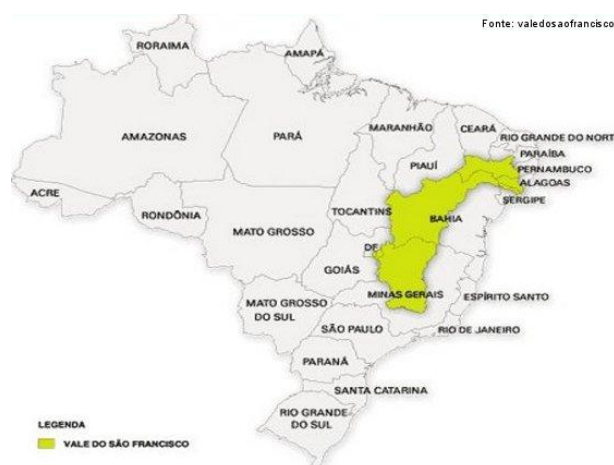 Fonte: valedosaofrancisco
RORAIMA
AMAPÁ
AMAZONAS
PARÁ
MARANHÃO
CEARÁ
RIO GRANDE DO NORT
PARAÍBA
PIAUÍ
PERNAMBUCO
ALAGOAS
ACRE
SERGIPE
RONDÔNIA
TOCANTINS
BAHIA
MATO GROSSO
DF
GOIÁS
MINAS GERAIS
ESPÍRITO SANTO
MATO GROSSO
DO SUL
SÃO PAULO
RIO DE JANEIRO
PARANÁ
SANTA CATARINA
RIO GRANDE
DO SUL
LEGENDA
VALE DO SÃO FRANCISCO